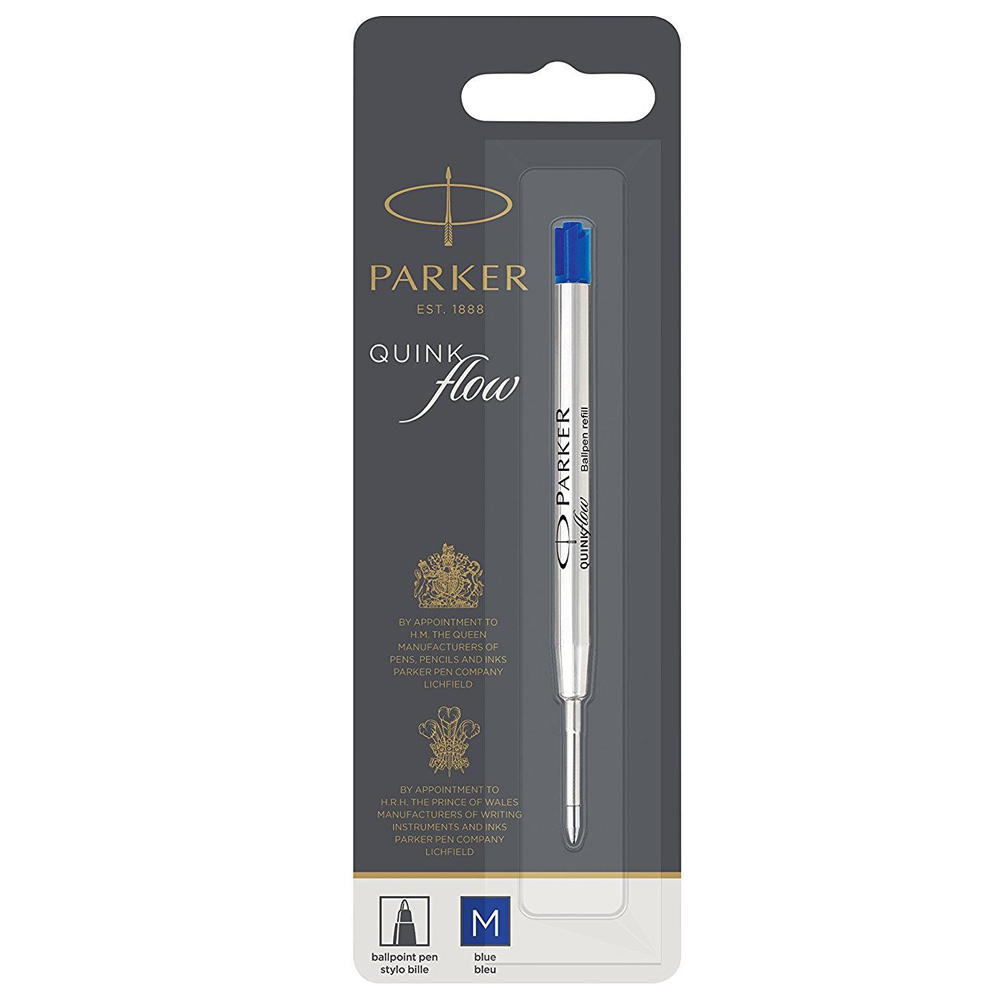 PARKER
EST. 1888
QUINK
flow
PARKER
Ballpen refill
QUINKflow
BY APPOINTMENT TO
H.M. THE QUEEN
MANUFACTURERS OF
PENS, PENCILS AND INKS
PARKER PEN COMPANY
LICHFIELD
BY APPOINTMENT TO
H.R.H. THE PRINCE OF WALES
MANUFACTURERS OF WRITING
INSTRUMENTS AND INKS
PARKER PEN COMPANY
LICHFIELD
ballpoint pen
stylo bille
M
blue
bleu